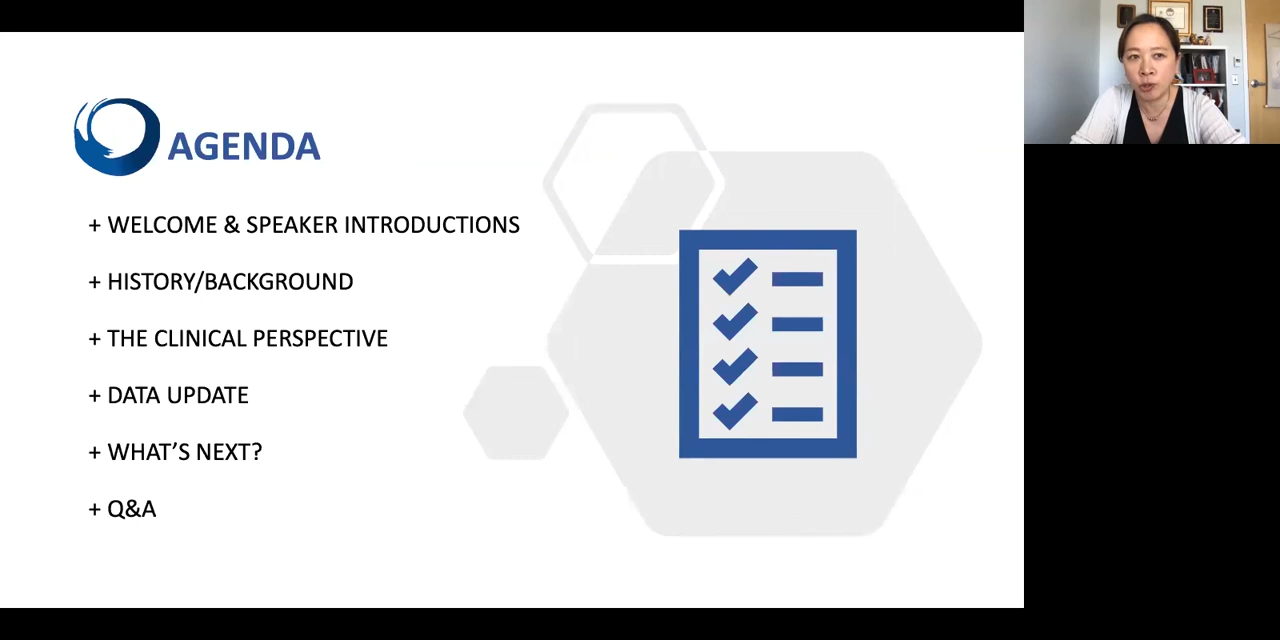 AGENDA
+ WELCOME & SPEAKER INTRODUCTIONS
+ HISTORY/BACKGROUND
+ THE CLINICAL PERSPECTIVE
+ DATA UPDATE
+ WHAT’S NEXT?
+ Q&A